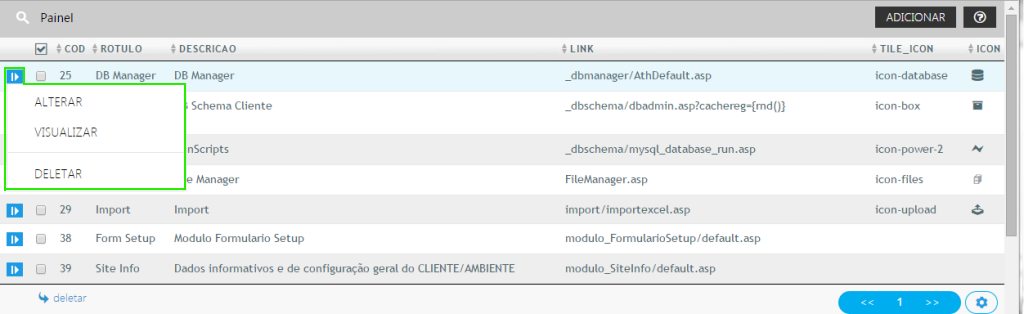 Painel ADICIONAR ?
COD ROTULO DESCRICAO LINK TILE_ICON ICON
25 DB Manager DB Manager _dbmanager/AthDefault.asp icon-database
ALTERAR
Schema Cliente _dbschema/dbadmin.asp?cachereg={rnd()} icon-box
VISUALIZAR
nScripts _dbschema/mysql_database_run.asp icon-power-2
DELETAR
e Manager FileManager.asp icon-files
29 Import Import import/importexcel.asp icon-upload
38 Form Setup Modulo Formulario Setup modulo_FormularioSetup/default.asp
39 Site Info Dados informativos e de configuração geral do CLIENTE/AMBIENTE modulo_SiteInfo/default.asp
deletar << 1 >>